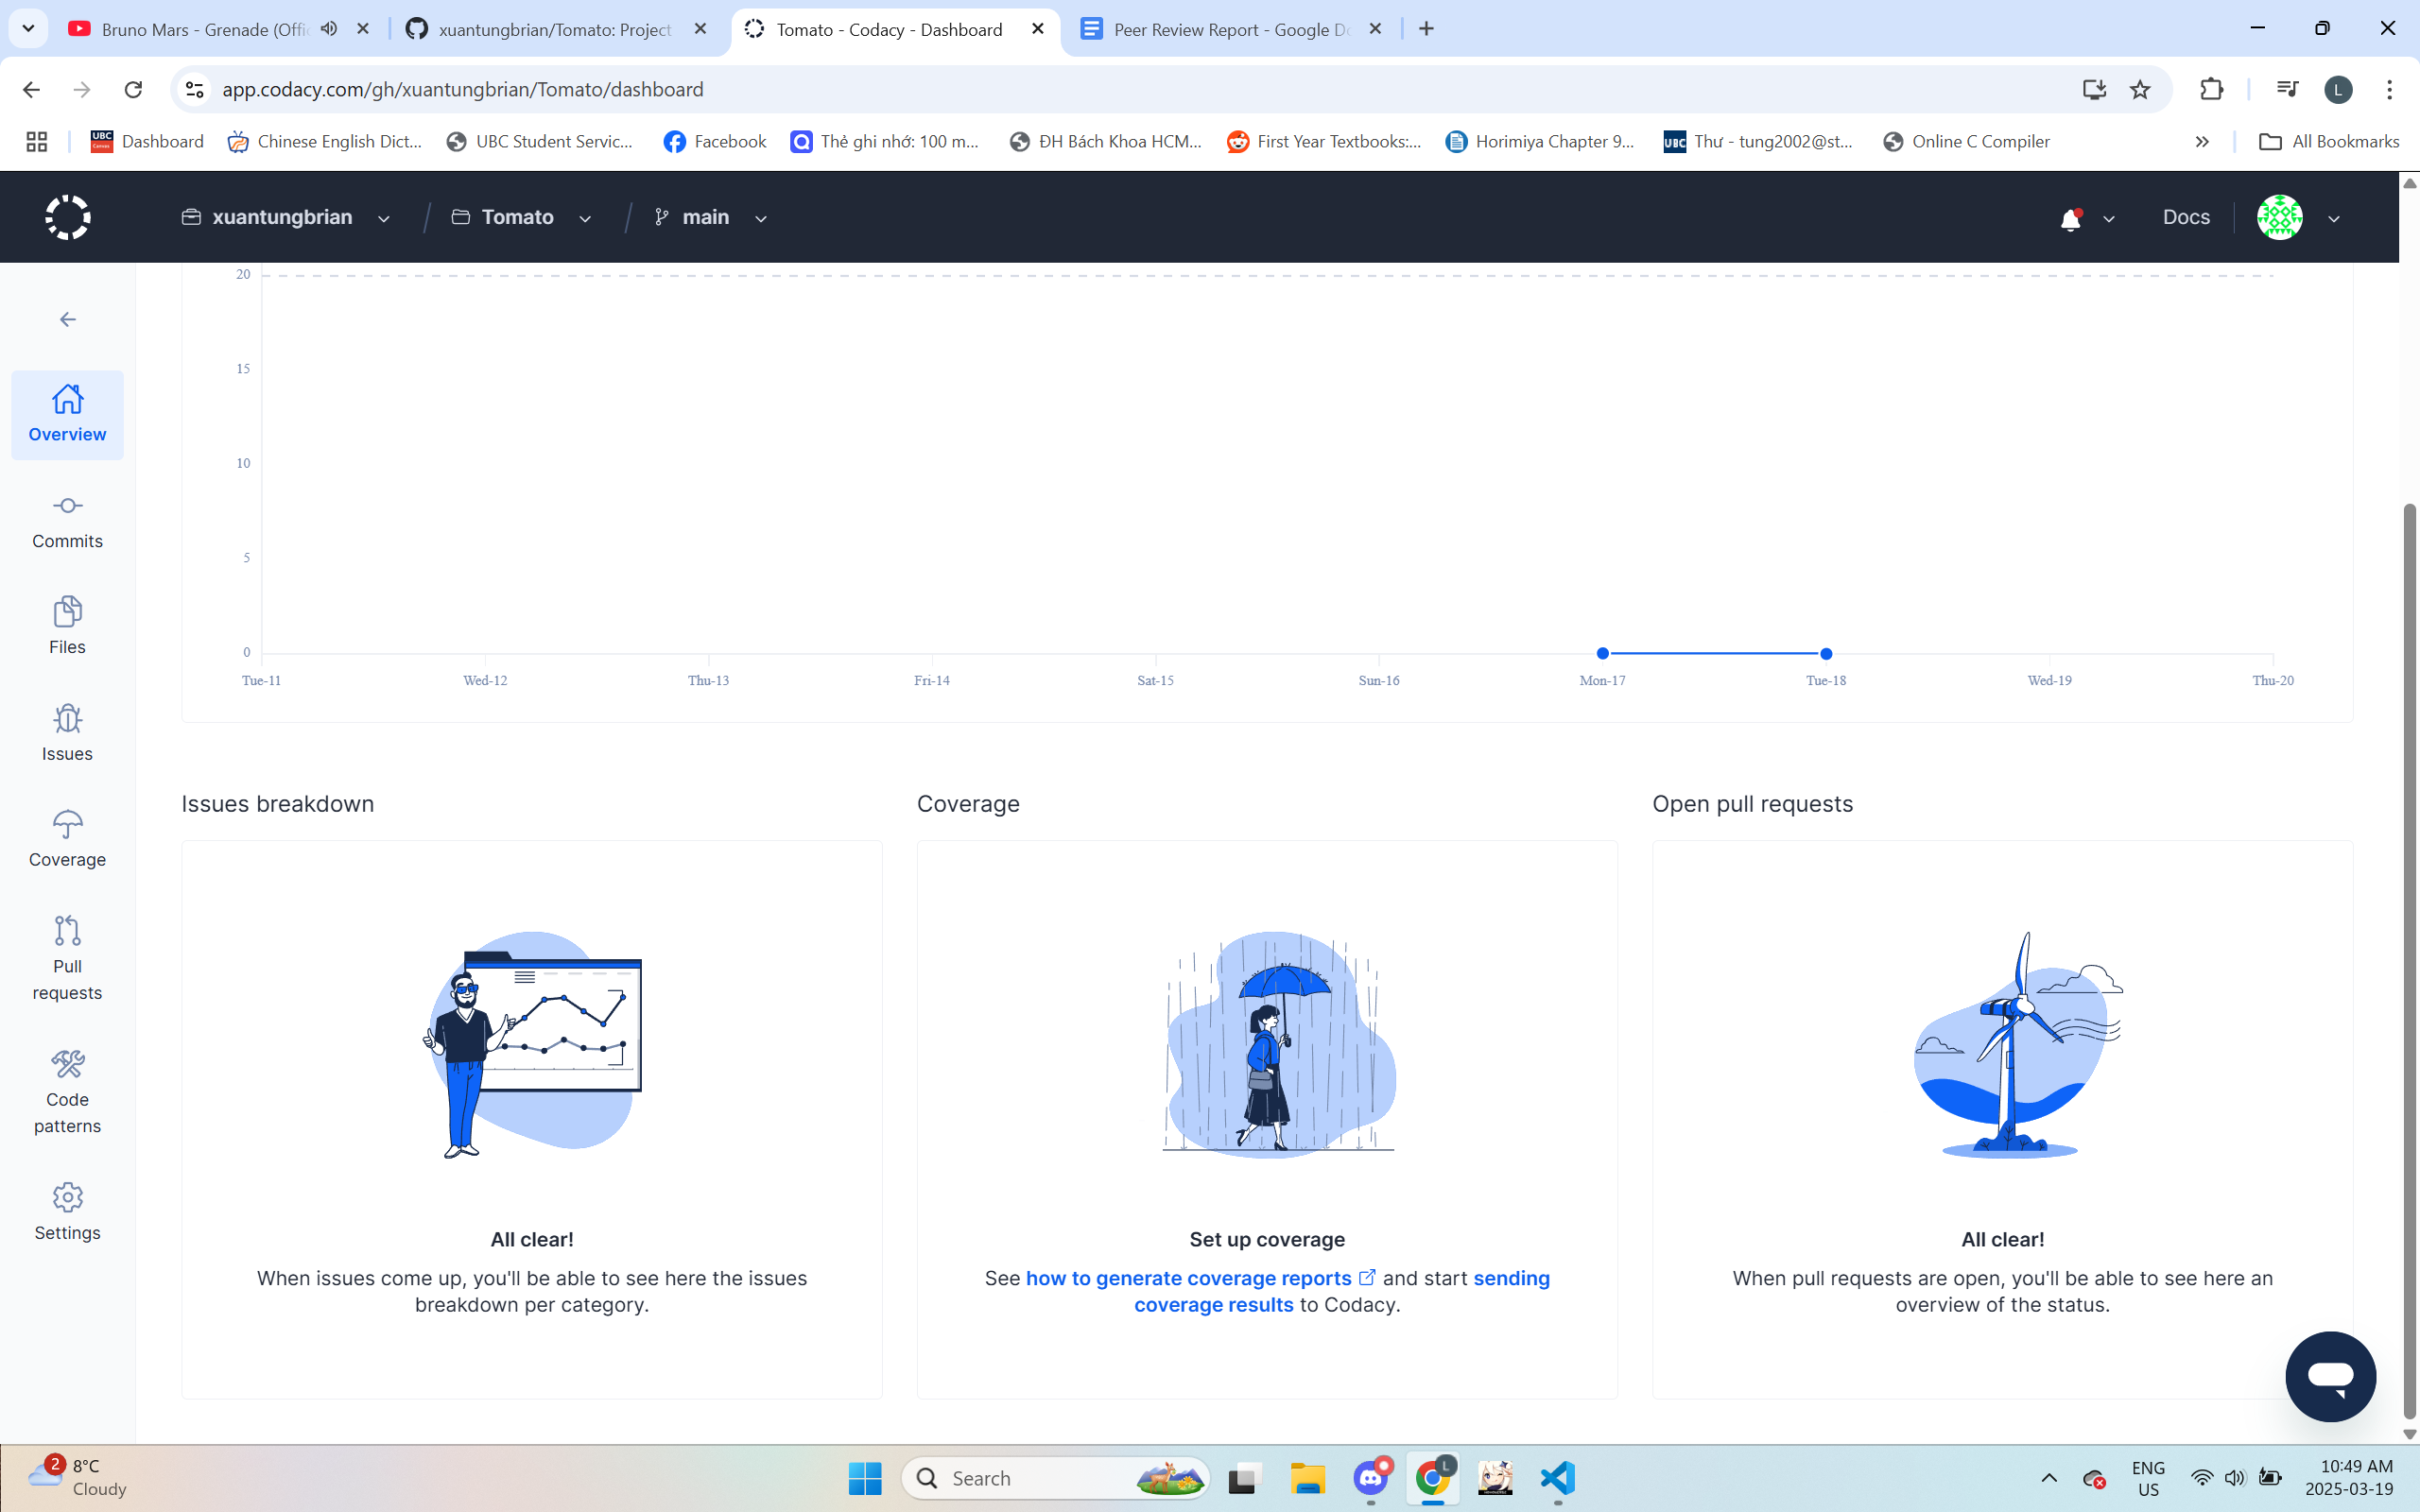 Bruno Mars - Grenade (Offi
xuantungbrian/Tomato: Project
Tomato - Codacy - Dashboard
Peer Review Report - Google Do
app.codacy.com/gh/xuantungbrian/Tomato/dashboard
L
UBC
Canvas
Dashboard
Chinese English Dict...
UBC Student Servic...
Facebook
Thẻ ghi nhớ: 100 m...
ĐH Bách Khoa HCM...
First Year Textbooks:...
Horimiya Chapter 9...
UBC
Thư - tung2002@st...
Online C Compiler
All Bookmarks
xuantungbrian
Tomato
main
Docs
Overview
Commits
Files
Issues
Coverage
Pull
requests
Code
patterns
Settings
20
15
10
5
0
Tue-11
Wed-12
Thu-13
Fri-14
Sat-15
Sun-16
Mon-17
Tue-18
Wed-19
Thu-20
Issues breakdown
All clear!
When issues come up, you'll be able to see here the issues
breakdown per category.
Coverage
Set up coverage
See how to generate coverage reports and start sending
coverage results to Codacy.
Open pull requests
All clear!
When pull requests are open, you'll be able to see here an
overview of the status.
2
8°C
Cloudy
Search
L
ENG
US
10:49 AM
2025-03-19